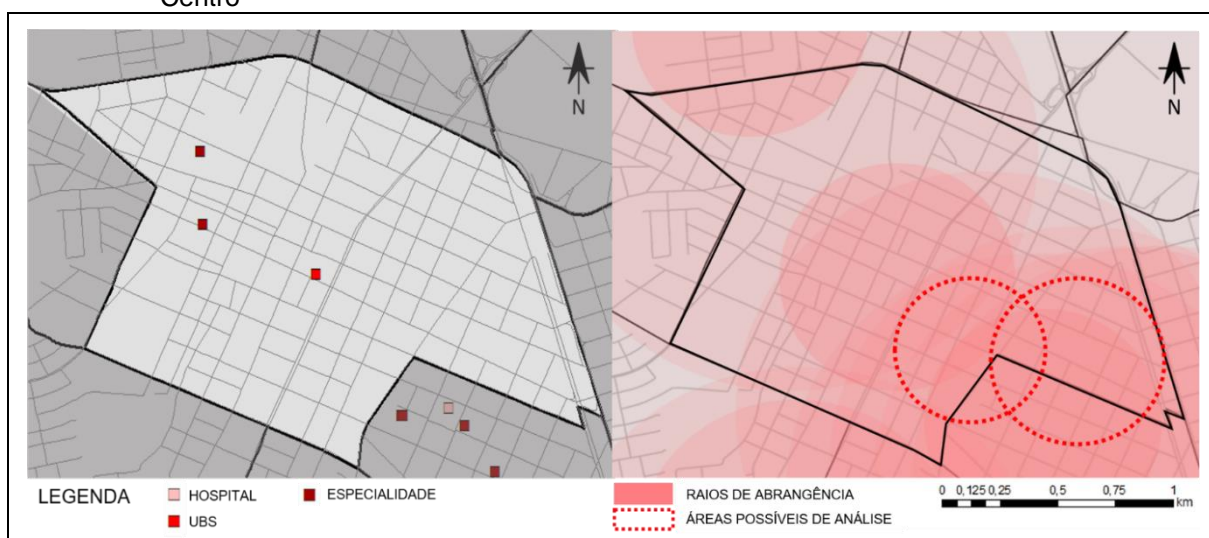 Centro
N
N
LEGENDA
HOSPITAL
ESPECIALIDADE
UBS
RAIOS DE ABRANGÊNCIA
ÁREAS POSSÍVEIS DE ANÁLISE
0 0,125 0,25 0,5 0,75 1
km